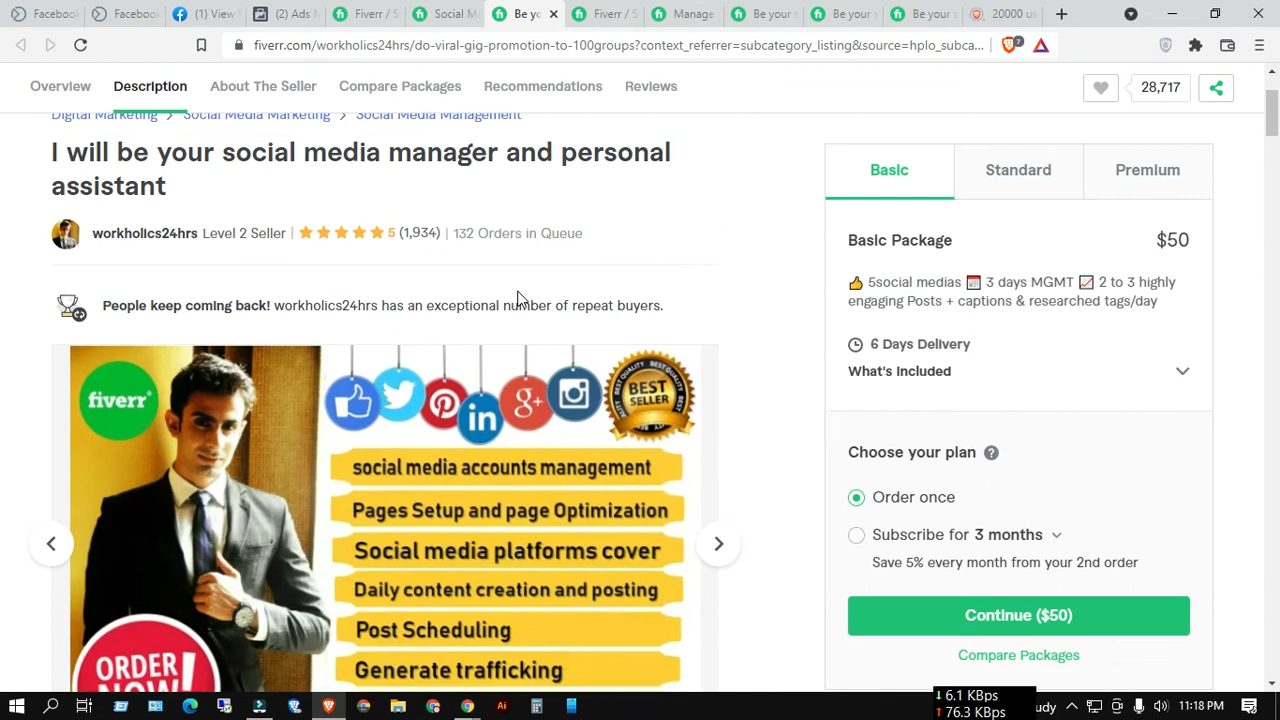 Facebook
Facebook
(1) View F
(2) Ads M
Fiverr / S
Social Me
Be yo
Fiverr / S
Manage
Be your s
Be your s
Be your s
20000 us
fiverr.com/workholics24hrs/do-viral-gig-promotion-to-100groups?context_referrer=subcategory_listing&source=hplo_subca...
7
Overview Description About The Seller Compare Packages Recommendations Reviews
28,717
Digital Marketing > Social Media Marketing > Social Media Management
I will be your social media manager and personal
assistant
workholics24hrs Level 2 Seller | 5 (1,934) | 132 Orders in Queue
People keep coming back! workholics24hrs has an exceptional number of repeat buyers.
fiverr
in
g+
BEST QUALITY
BEST
SELLER
social media accounts management
Pages Setup and page Optimization
Social media platforms cover
Daily content creation and posting
Post Scheduling
Generate trafficking
ORDER
NOW!
Basic Standard Premium
Basic Package $50
5social medias 3 days MGMT 2 to 3 highly
engaging Posts + captions & researched tags/day
6 Days Delivery
What's Included
Choose your plan ?
Order once
Subscribe for 3 months
Save 5% every month from your 2nd order
Continue ($50)
Compare Packages
Ai
6.1 KBps
76.3 KBps
udy
11:18 PM